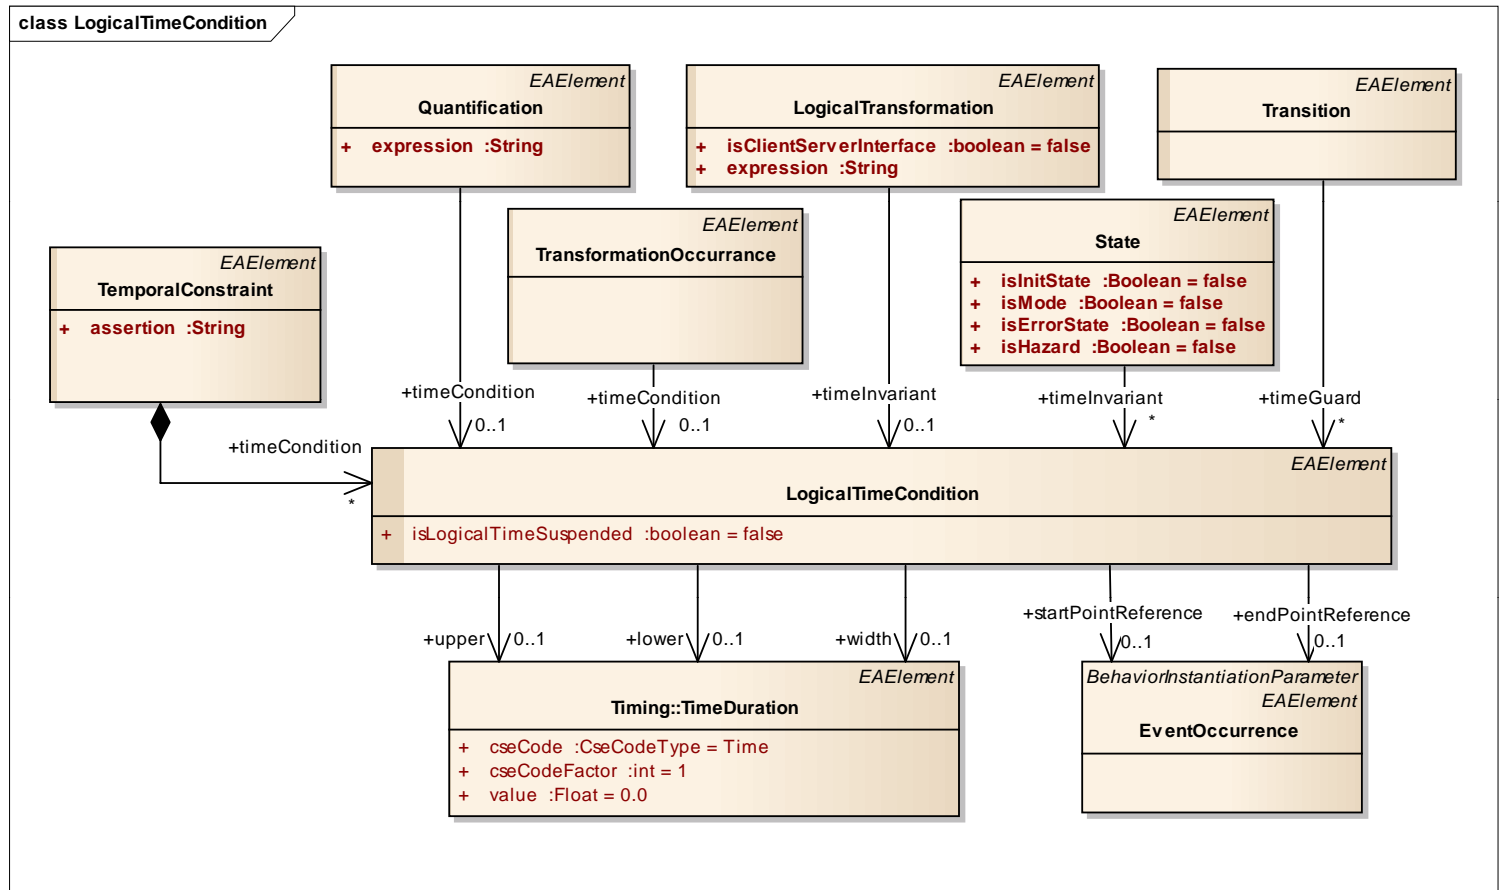 class LogicalTimeCondition
EAElement
Quantification
+ expression :String
EAElement
LogicalTransformation
+ isClientServerInterface :boolean = false
+ expression :String
EAElement
Transition
EAElement
TransformationOccurrance
EAElement
State
+ isInitState :Boolean = false
+ isMode :Boolean = false
+ isErrorState :Boolean = false
+ isHazard :Boolean = false
EAElement
TemporalConstraint
+ assertion :String
+timeCondition
0..1
+timeCondition
0..1
+timeInvariant
0..1
+timeInvariant
*
+timeGuard
*
+timeCondition
*
EAElement
LogicalTimeCondition
+ isLogicalTimeSuspended :boolean = false
+upper
0..1
+lower
0..1
+width
0..1
+startPointReference
0..1
+endPointReference
0..1
EAElement
Timing::TimeDuration
+ cseCode :CseCodeType = Time
+ cseCodeFactor :int = 1
+ value :Float = 0.0
BehaviorInstantiationParameter
EAElement
EventOccurrence